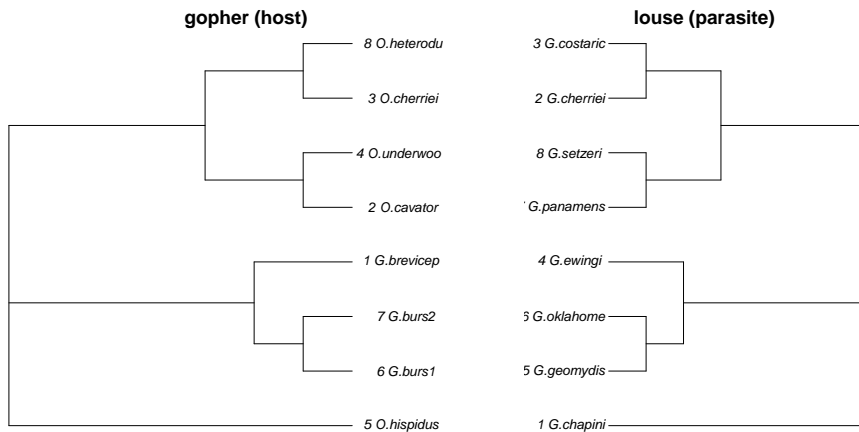 gopher (host)
louse (parasite)
8 O.heterodu
3 G.costaric
3 O.cherriei
2 G.cherriei
4 O.underwoo
8 G.setzeri
2 O.cavator
G.panamens
1 G.brevicep
4 G.ewingi
7 G.burs2
6 G.oklahome
6 G.burs1
5 G.geomydis
5 O.hispidus
1 G.chapini